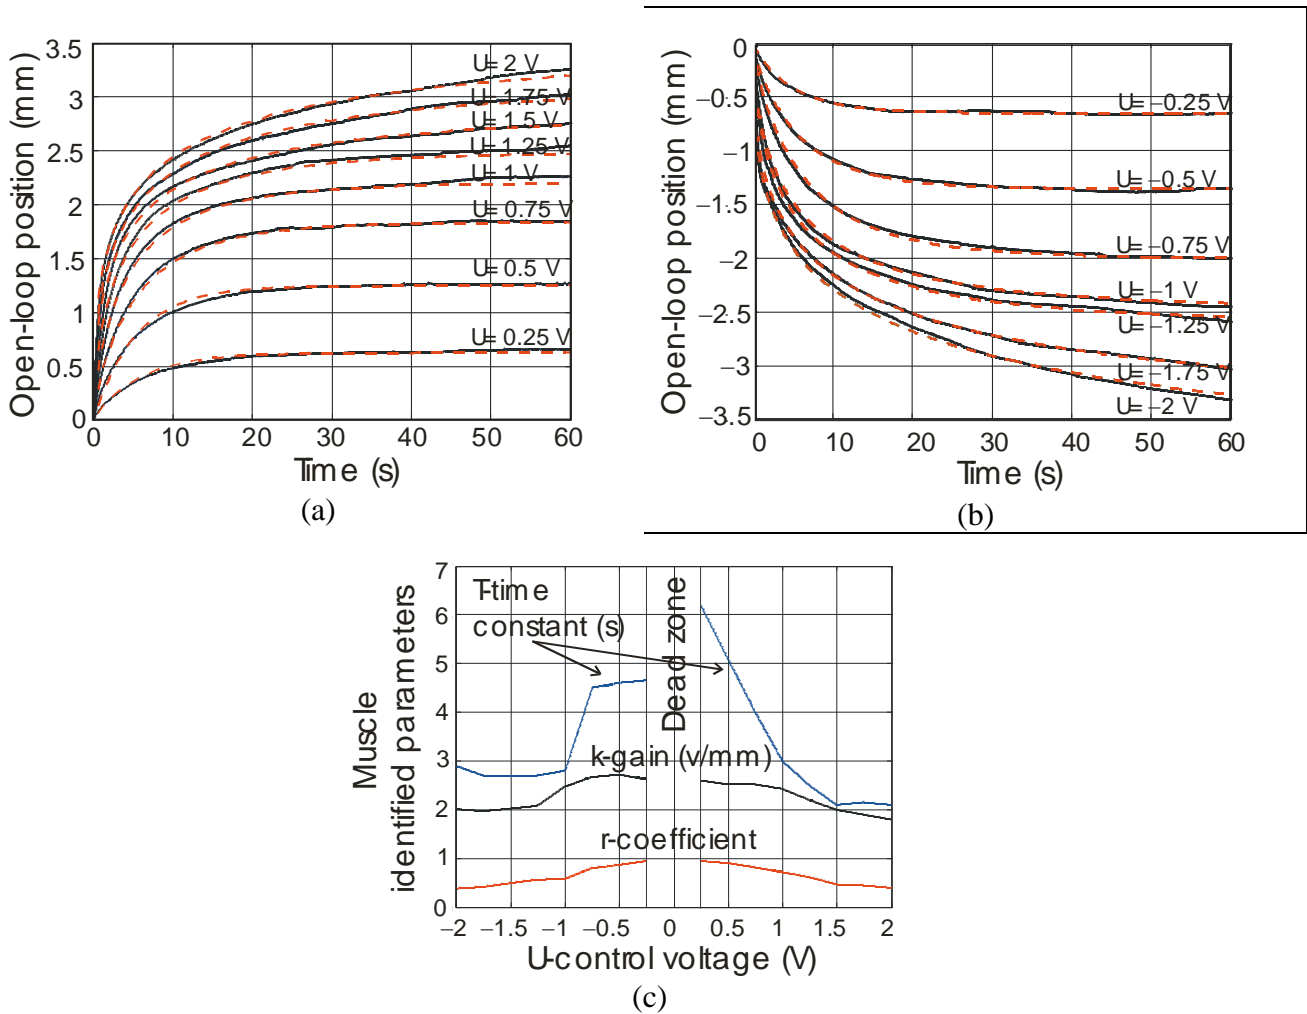 Open-loop position (mm)
3.5
3
2.5
2
1.5
1
0.5
0
U= 2 V
U= 1.75 V
U= 1.5 V
U= 1.25 V
U= 1 V
U= 0.75 V
U= 0.5 V
U= 0.25 V
0 10 20 30 40 50 60
Time (s)
(a)
Open-loop position (mm)
0
−0.5
−1
−1.5
−2
−2.5
−3
−3.5
U= −0.25 V
U= −0.5 V
U= −0.75 V
U= −1 V
U= −1.25 V
U= −1.75 V
U= −2 V
0 10 20 30 40 50 60
Time (s)
(b)
Muscle
identified parameters
7
6
5
4
3
2
1
0
T-time
constant (s)
Dead zone
k-gain (v/mm)
r-coefficient
−2 −1.5 −1 −0.5 0 0.5 1 1.5 2
U-control voltage (V)
(c)